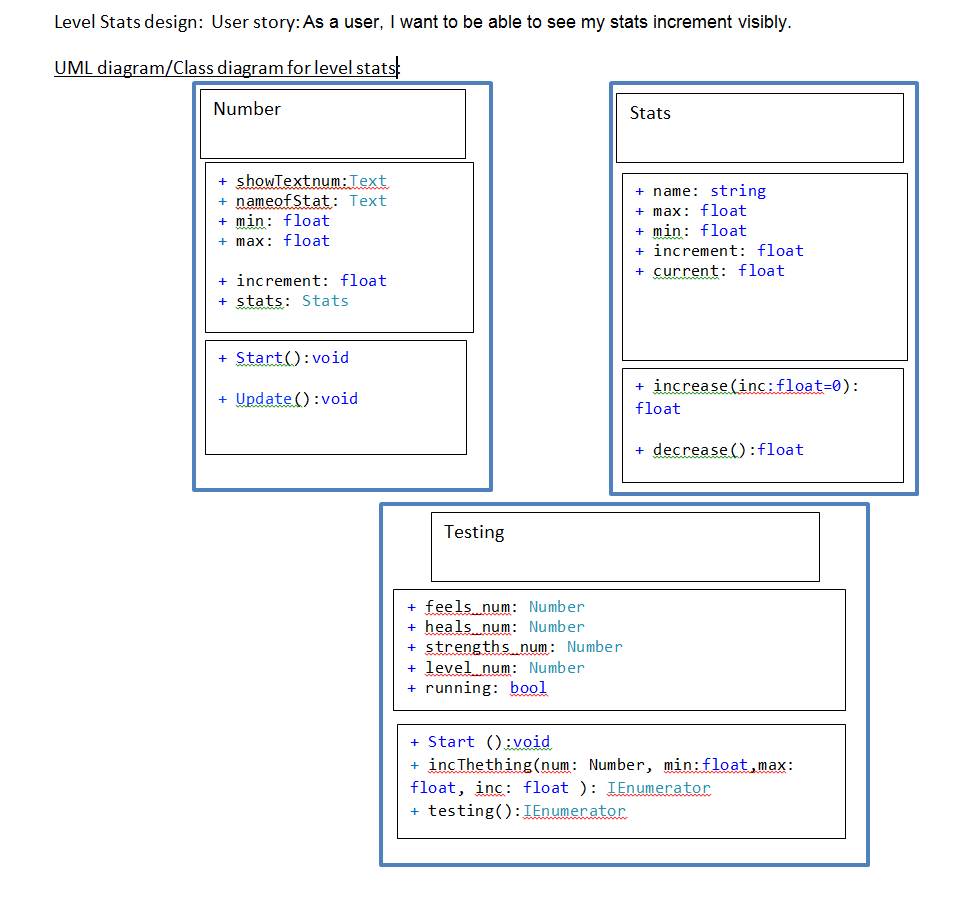 Level Stats design:  User story: As a user, I want to be able to see my stats increment visibly.
UML diagram/Class diagram for level stats:
Number
+ showTextnum:Text
+ nameofStat: Text
+ min: float
+ max: float
+ increment: float
+ stats: Stats
+ Start():void
+ Update():void
Stats
+ name: string
+ max: float
+ min: float
+ increment: float
+ current: float
+ increase(inc:float=0):
float
+ decrease():float
Testing
+ feels_num: Number
+ heals_num: Number
+ strengths_num: Number
+ level_num: Number
+ running: bool
+ Start ():void
+ incThething(num: Number, min:float,max:
float, inc: float ): IEnumerator
+ testing():IEnumerator